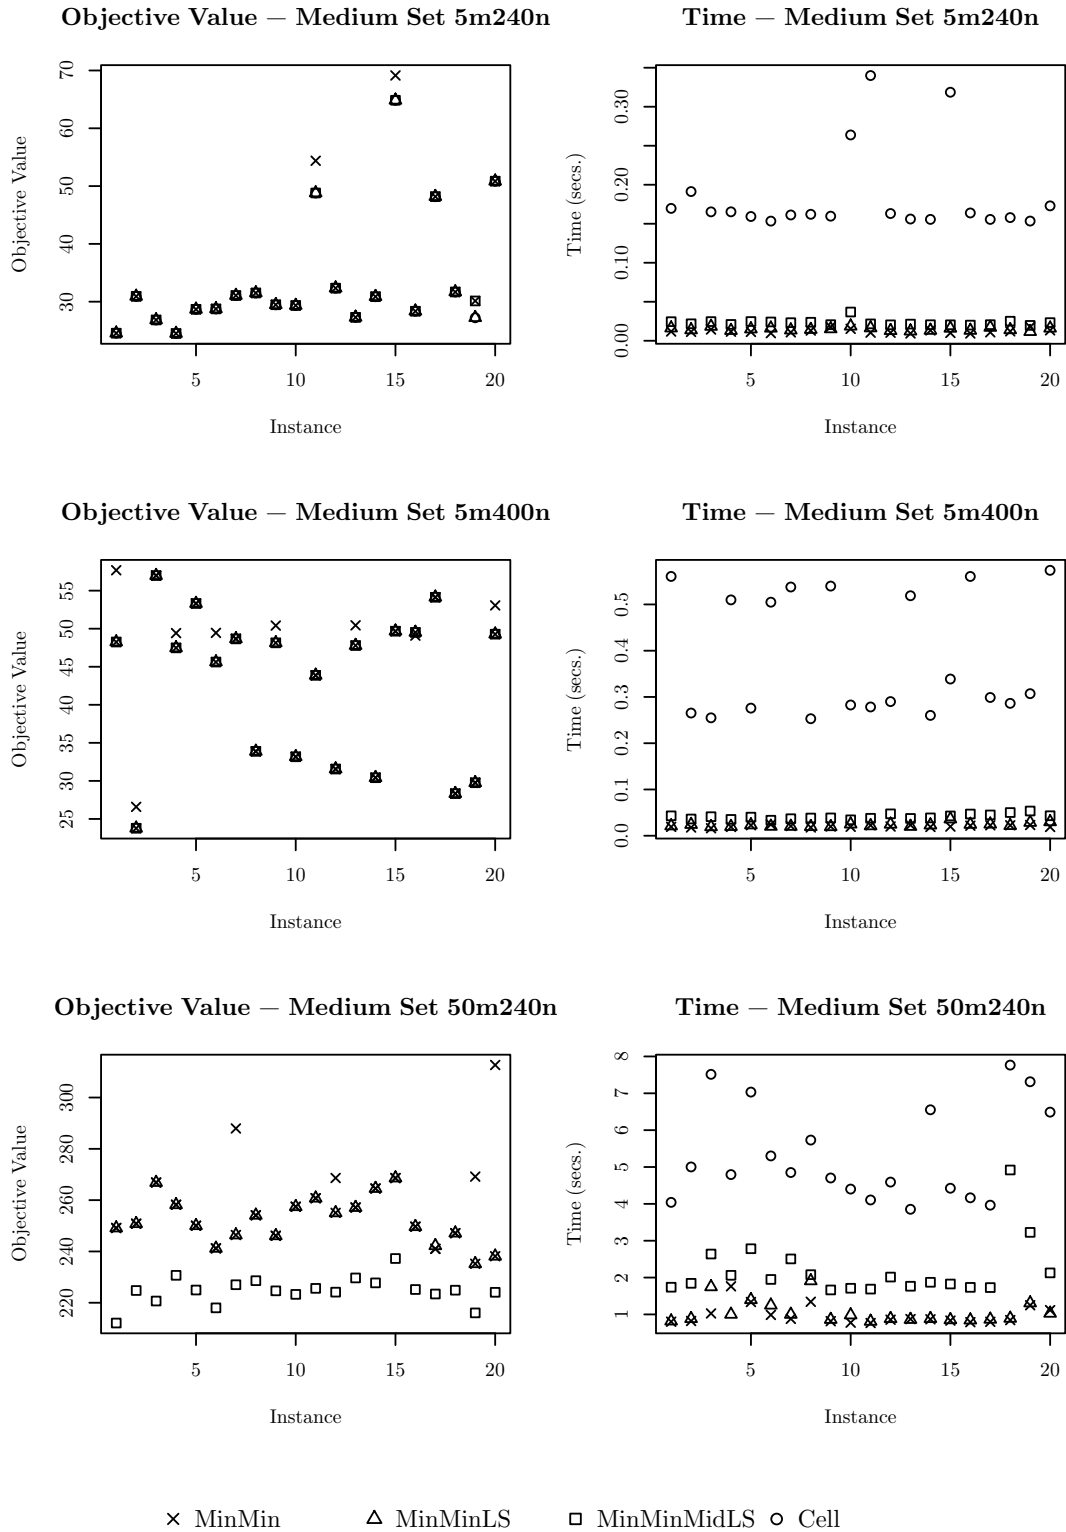 Objective Value − Medium Set 5m240n
Objective Value
30 40 50 60 70
5 10 15 20
Instance
Time − Medium Set 5m240n
Time (secs.)
0.00 0.10 0.20 0.30
5 10 15 20
Instance
Objective Value − Medium Set 5m400n
Objective Value
25 30 35 40 45 50 55
5 10 15 20
Instance
Time − Medium Set 5m400n
Time (secs.)
0.0 0.1 0.2 0.3 0.4 0.5
5 10 15 20
Instance
Objective Value − Medium Set 50m240n
Objective Value
220 240 260 280 300
5 10 15 20
Instance
Time − Medium Set 50m240n
Time (secs.)
1 2 3 4 5 6 7 8
5 10 15 20
Instance
MinMin MinMinLS MinMinMidLS Cell